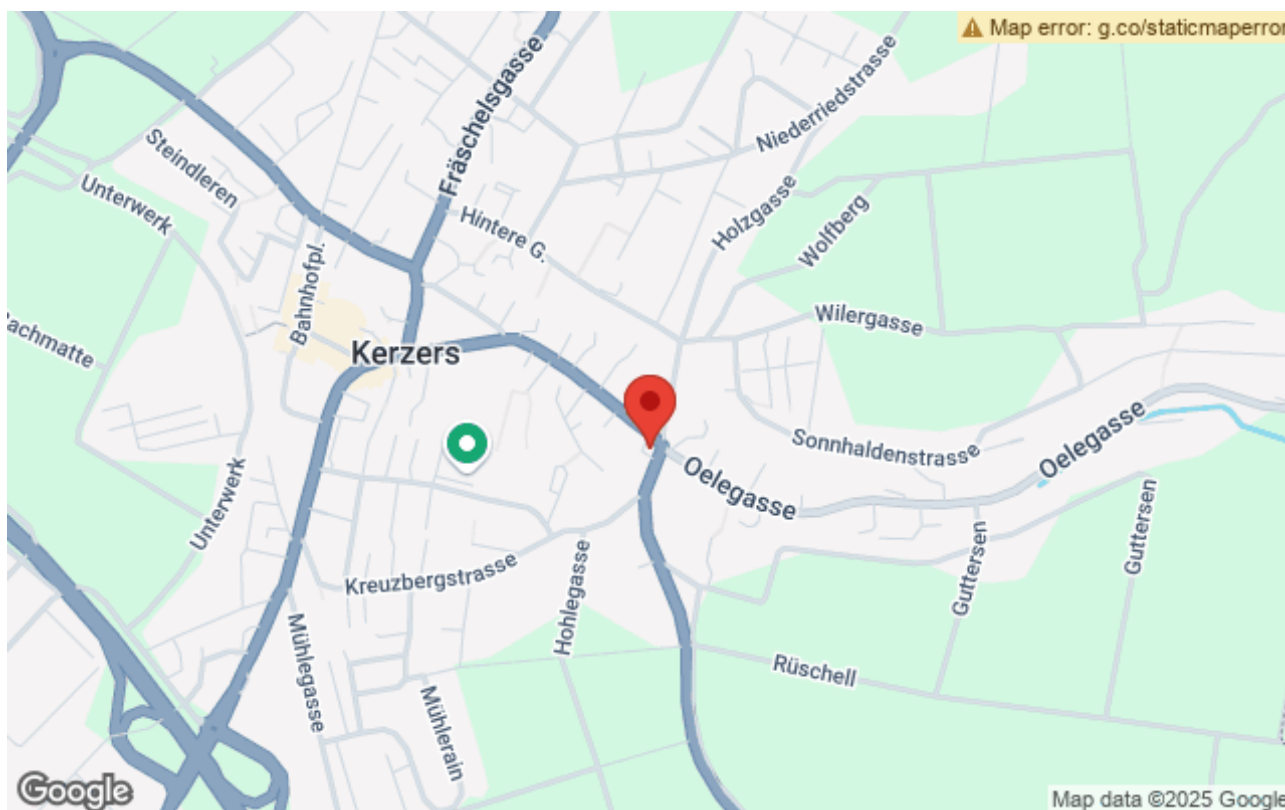 Map error: g.co/staticmaperror
Fräschelsgasse
Niederriedstrasse
Steindleren
Unterwerk
Hintere G.
Holzgasse
Wolfberg
Bahnhofpl.
Wilergasse
Kerzers
Sonnhaldenstrasse
Oelegasse
Oelegasse
Unterwerk
Guttersen
Guttersen
Kreuzbergstrasse
Hohlegasse
Mühlegasse
Rüschell
Mühlerain
Google
Map data ©2025 Google